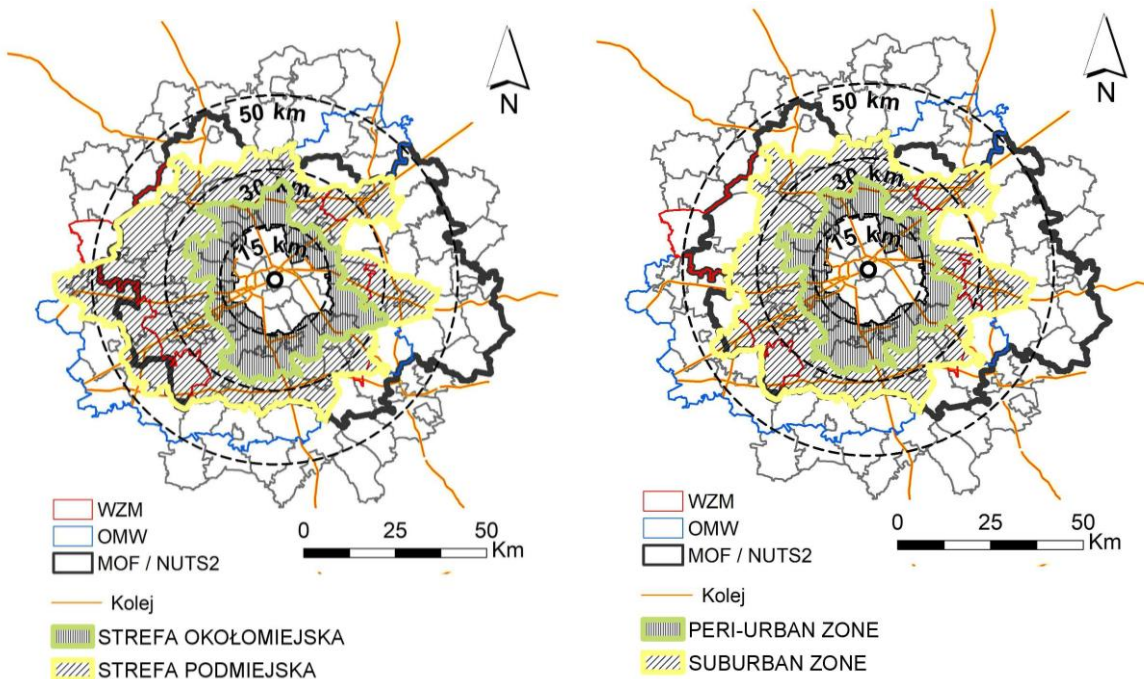 N
50 km
30 km
15 km
WZM
OMW
MOF / NUTS2
0 25 50
Km
Kolej
STREFA OKOŁOMIEJSKA
STREFA PODMIEJSKA
N
50 km
30 km
15 km
WZM
OMW
MOF / NUTS2
0 25 50
Km
Kolej
PERI-URBAN ZONE
SUBURBAN ZONE